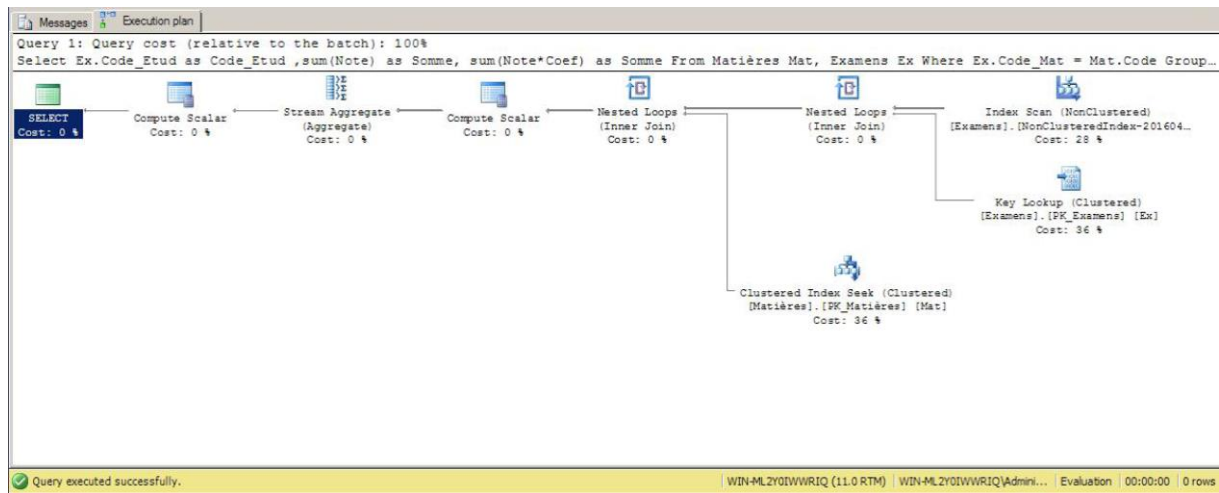 Messages Execution plan
Query 1: Query cost (relative to the batch): 100%
Select Ex.Code_Etud as Code_Etud ,sum(Note) as Somme, sum(Note*Coef) as Somme From Matières Mat, Examens Ex Where Ex.Code_Mat = Mat.Code Group…
SELECT
Cost: 0 %
Compute Scalar
Cost: 0 %
Stream Aggregate
(Aggregate)
Cost: 0 %
Compute Scalar
Cost: 0 %
Nested Loops
(Inner Join)
Cost: 0 %
Nested Loops
(Inner Join)
Cost: 0 %
Index Scan (NonClustered)
[Examens].[NonClusteredIndex-201604…
Cost: 28 %
Key Lookup (Clustered)
[Examens].[PK_Examens] [Ex]
Cost: 36 %
Clustered Index Seek (Clustered)
[Matières].[PK_Matières] [Mat]
Cost: 36 %
Query executed successfully. WIN-ML2Y0IWWRIQ (11.0 RTM) WIN-ML2Y0IWWRIQ\Admini... Evaluation 00:00:00 0 rows